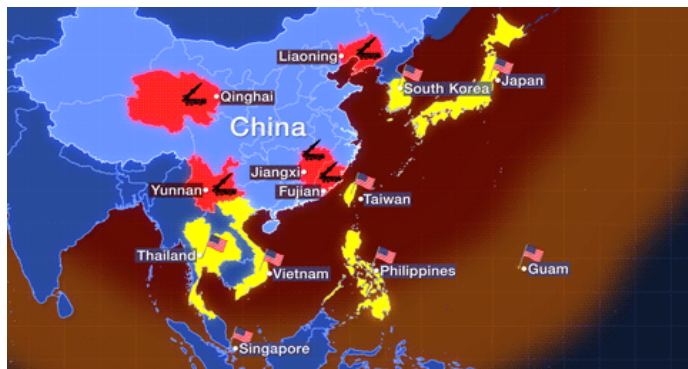 Liaoning
South Korea
Japan
Qinghai
China
Jiangxi
Yunnan
Fujian
Taiwan
Thailand
Vietnam
Philippines
Guam
Singapore